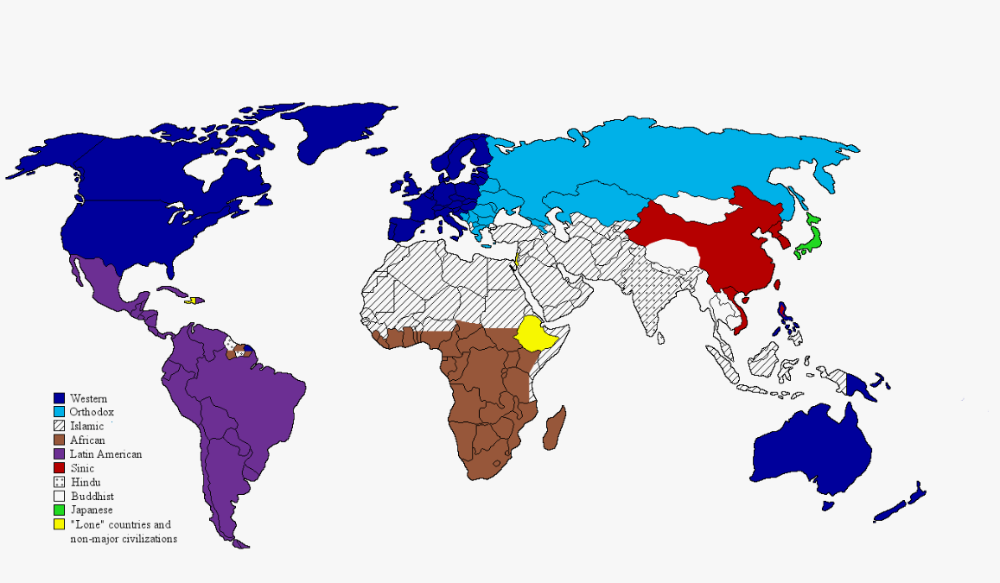 Western
Orthodox
Islamic
African
Latin American
Sinic
Hindu
Buddhist
Japanese
"Lone" countries and
non-major civilizations